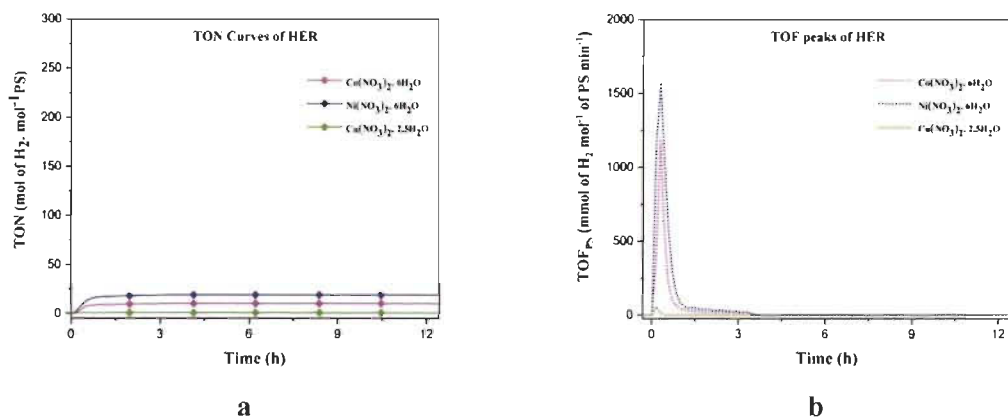 TON Curves of HER
TON (mol of H₂. mol⁻¹ PS)
300
250
200
150
100
50
0
Co(NO₃)₂. 6H₂O
Ni(NO₃)₂. 6H₂O
Cu(NO₃)₂. 2.5H₂O
0 3 6 9 12
Time (h)
a
TOF peaks of HER
TOF_PS (mmol of H₂ mol⁻¹ of PS min⁻¹)
2000
1500
1000
500
0
Co(NO₃)₂. 6H₂O
Ni(NO₃)₂. 6H₂O
Cu(NO₃)₂. 2.5H₂O
0 3 6 9 12
Time (h)
b